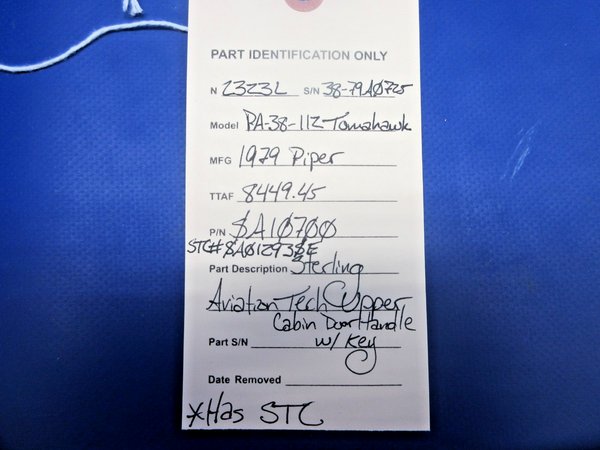 PART IDENTIFICATION ONLY
N 2323L S/N 38-79A0725
Model PA-38-112 Tomahawk
MFG 1979 Piper
TTAF 8449.45
P/N SA10700
STC# SA01293SE
Part Description Sterling
Aviation Tech Upper
Cabin Door Handle
Part S/N w/ Key
Date Removed
*Has STC